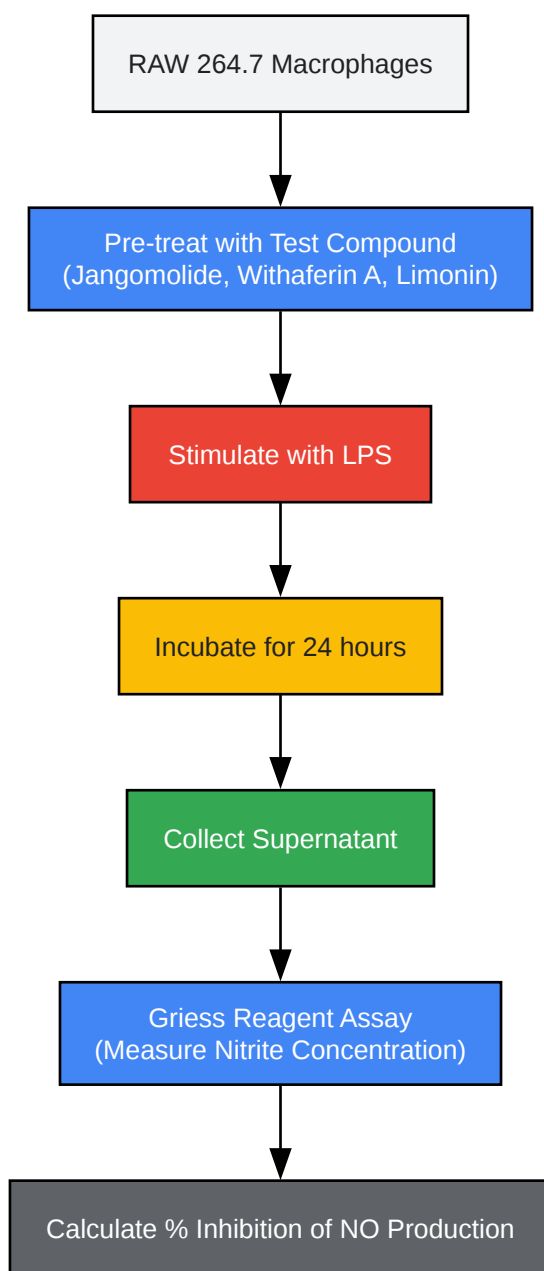 RAW 264.7 Macrophages
Pre-treat with Test Compound
(Jangomolide, Withaferin A, Limonin)
Stimulate with LPS
Incubate for 24 hours
Collect Supernatant
Griess Reagent Assay
(Measure Nitrite Concentration)
Calculate % Inhibition of NO Production